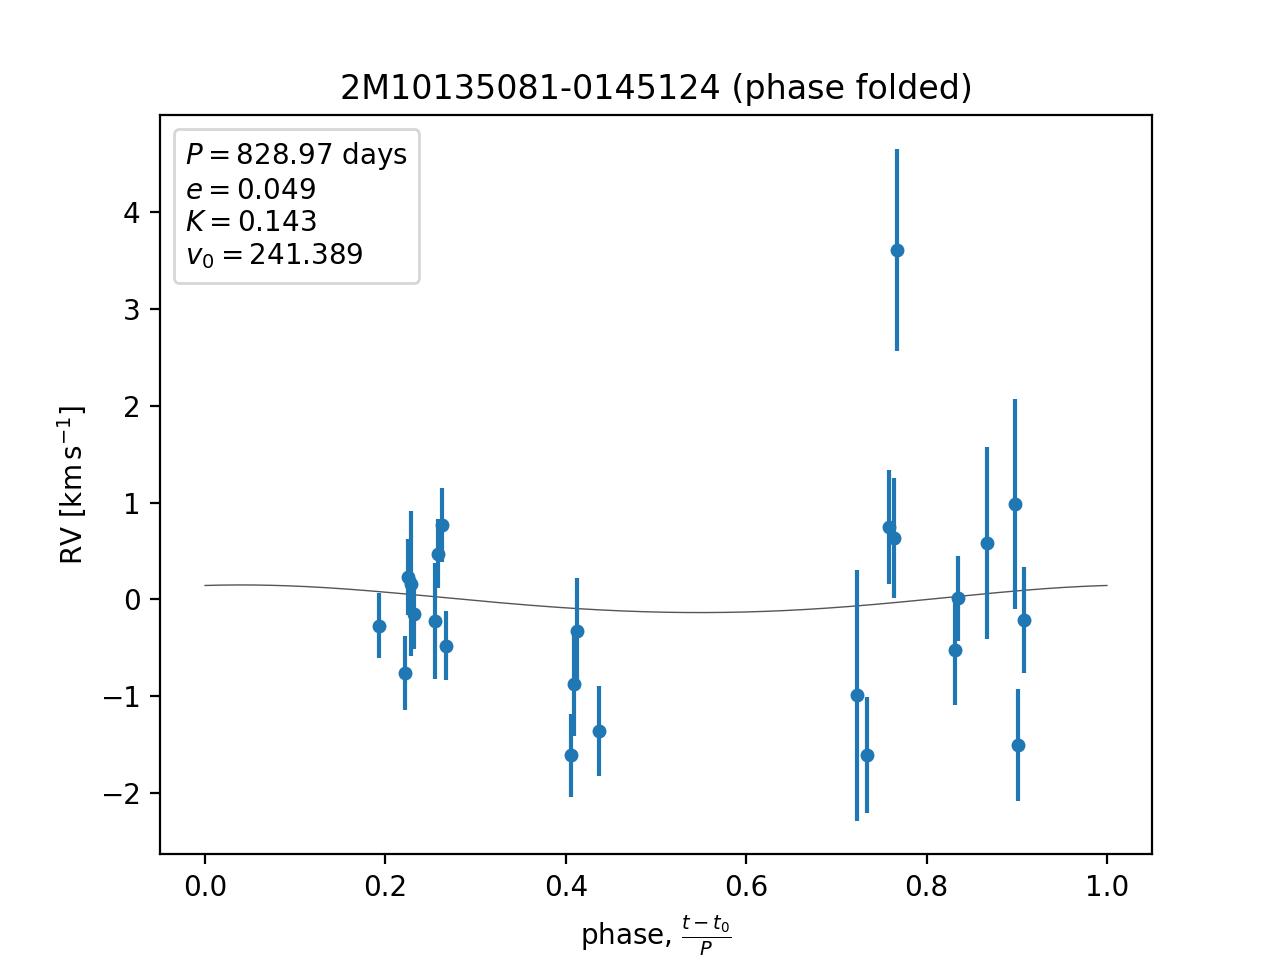 2M10135081-0145124 (phase folded)
P = 828.97 days
e = 0.049
K = 0.143
v₀ = 241.389
4
3
2
1
0
−1
−2
RV [km s⁻¹]
0.0 0.2 0.4 0.6 0.8 1.0
phase, (t − t₀)/P